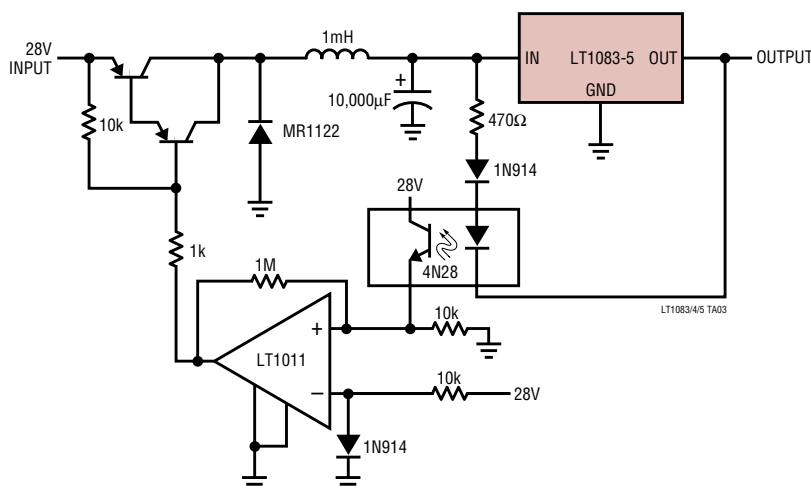 28V
INPUT
1mH
IN
LT1083-5
OUT
GND
OUTPUT
+
10,000µF
10k
MR1122
470Ω
1N914
28V
4N28
1k
1M
LT1083/4/5 TA03
+
10k
LT1011
–
10k
28V
1N914